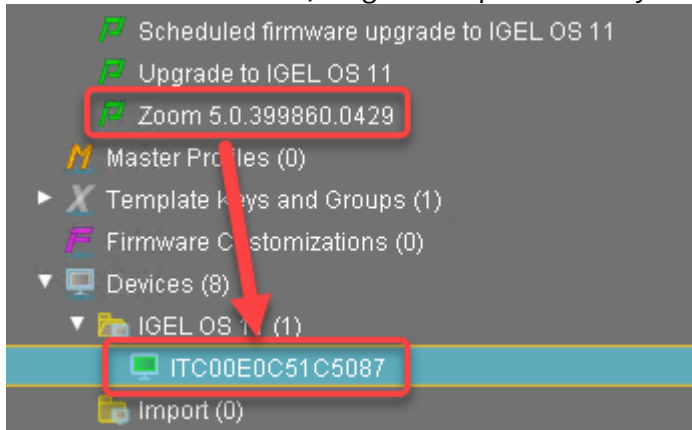 Scheduled firmware upgrade to IGEL OS 11
Upgrade to IGEL OS 11
Zoom 5.0.399860.0429
Master Profiles (0)
Template Keys and Groups (1)
Firmware Customizations (0)
Devices (8)
IGEL OS 11 (1)
ITC00E0C51C5087
Import (0)